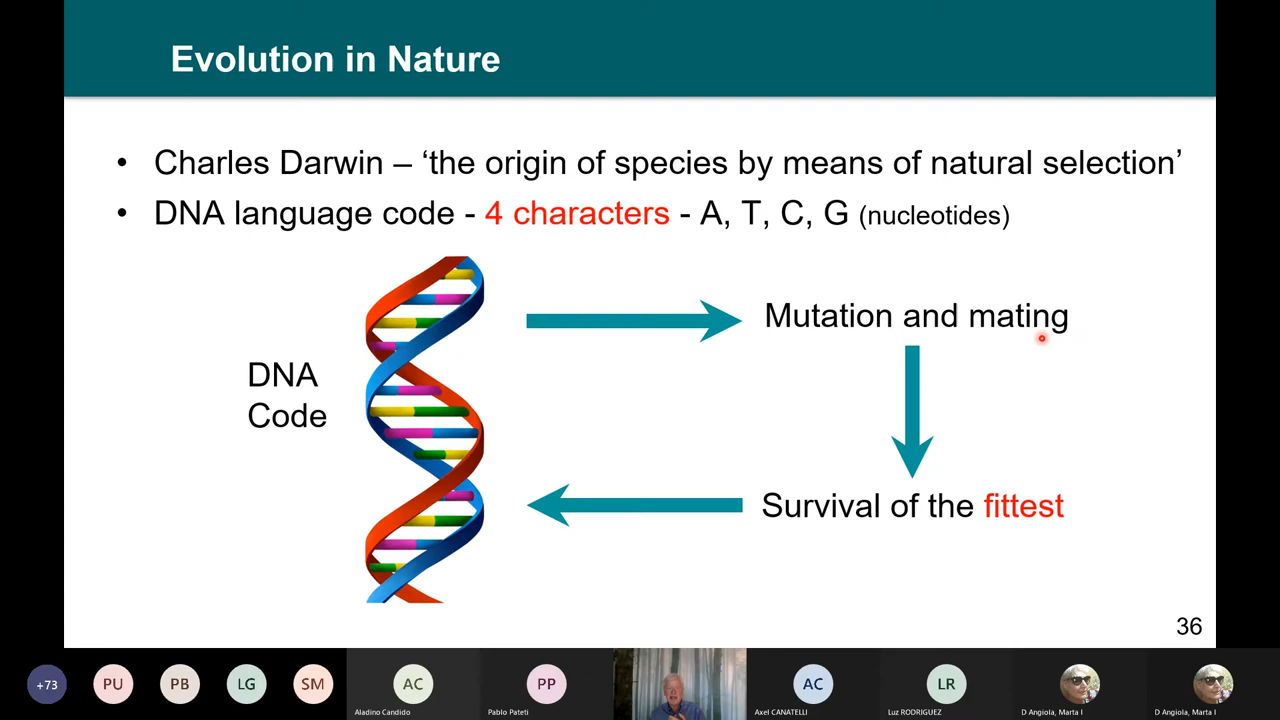 Evolution in Nature
• Charles Darwin – ‘the origin of species by means of natural selection’
• DNA language code - 4 characters - A, T, C, G (nucleotides)
Mutation and mating
DNA
Code
Survival of the fittest
36
+73
PU
PB
LG
SM
AC
Aladino Candido
PP
Pablo Pateti
AC
Axel CANATELLI
LR
Luz RODRIGUEZ
D Angiola, Marta I
D Angiola, Marta I